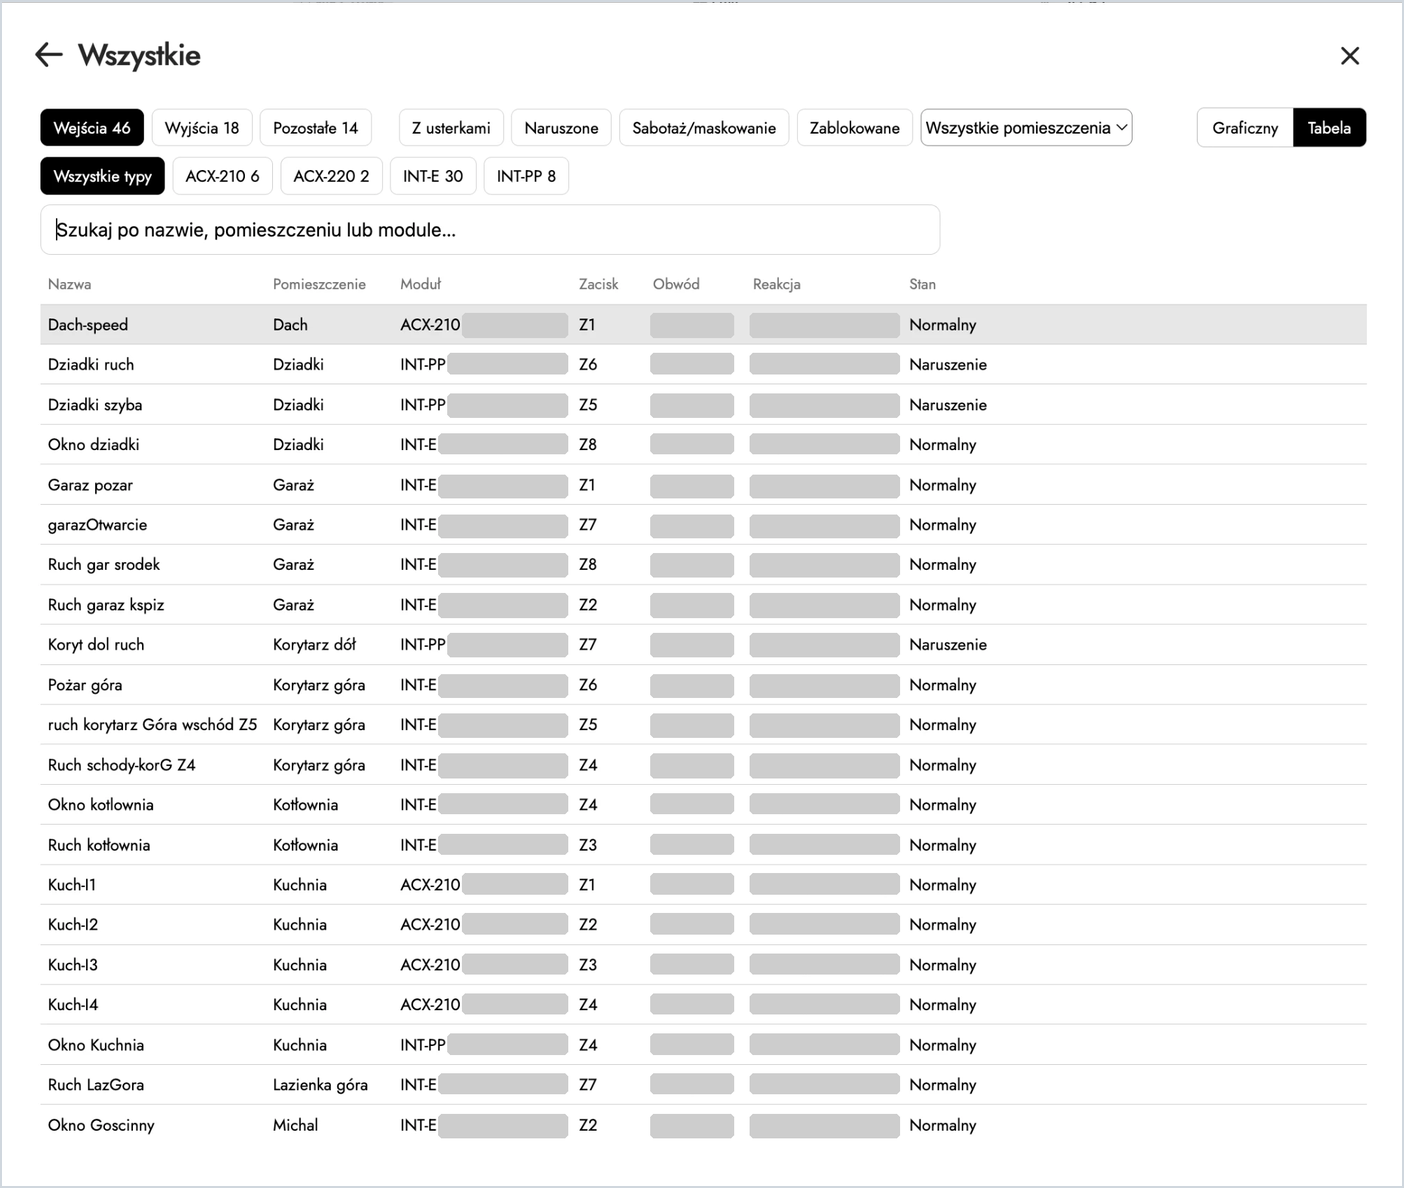 Wszystkie
Wejścia 46 Wyjścia 18 Pozostałe 14 Z usterkami Naruszone Sabotaż/maskowanie Zablokowane Wszystkie pomieszczenia Graficzny Tabela
Wszystkie typy ACX-210 6 ACX-220 2 INT-E 30 INT-PP 8
Szukaj po nazwie, pomieszczeniu lub module...
Nazwa Pomieszczenie Moduł Zacisk Obwód Reakcja Stan
Dach-speed Dach ACX-210 Z1 Normalny
Dziadki ruch Dziadki INT-PP Z6 Naruszenie
Dziadki szyba Dziadki INT-PP Z5 Naruszenie
Okno dziadki Dziadki INT-E Z8 Normalny
Garaz pozar Garaż INT-E Z1 Normalny
garazOtwarcie Garaż INT-E Z7 Normalny
Ruch gar srodek Garaż INT-E Z8 Normalny
Ruch garaz kspiz Garaż INT-E Z2 Normalny
Koryt dol ruch Korytarz dół INT-PP Z7 Naruszenie
Pożar góra Korytarz góra INT-E Z6 Normalny
ruch korytarz Góra wschód Z5 Korytarz góra INT-E Z5 Normalny
Ruch schody-korG Z4 Korytarz góra INT-E Z4 Normalny
Okno kotlownia Kotłownia INT-E Z4 Normalny
Ruch kotłownia Kotłownia INT-E Z3 Normalny
Kuch-I1 Kuchnia ACX-210 Z1 Normalny
Kuch-I2 Kuchnia ACX-210 Z2 Normalny
Kuch-I3 Kuchnia ACX-210 Z3 Normalny
Kuch-I4 Kuchnia ACX-210 Z4 Normalny
Okno Kuchnia Kuchnia INT-PP Z4 Normalny
Ruch LazGora Lazienka góra INT-E Z7 Normalny
Okno Goscinny Michal INT-E Z2 Normalny